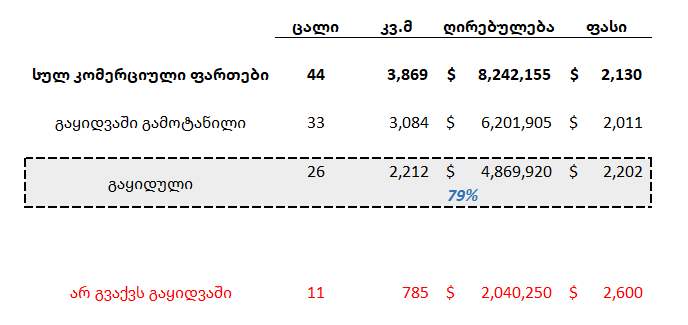 ცალი კვ.მ ღირებულება ფასი
სულ კომერციული ფართები 44 3,869 $ 8,242,155 $ 2,130
გაყიდვაში გამოტანილი 33 3,084 $ 6,201,905 $ 2,011
გაყიდული 26 2,212 $ 4,869,920 $ 2,202
79%
არ გვაქვს გაყიდვაში 11 785 $ 2,040,250 $ 2,600